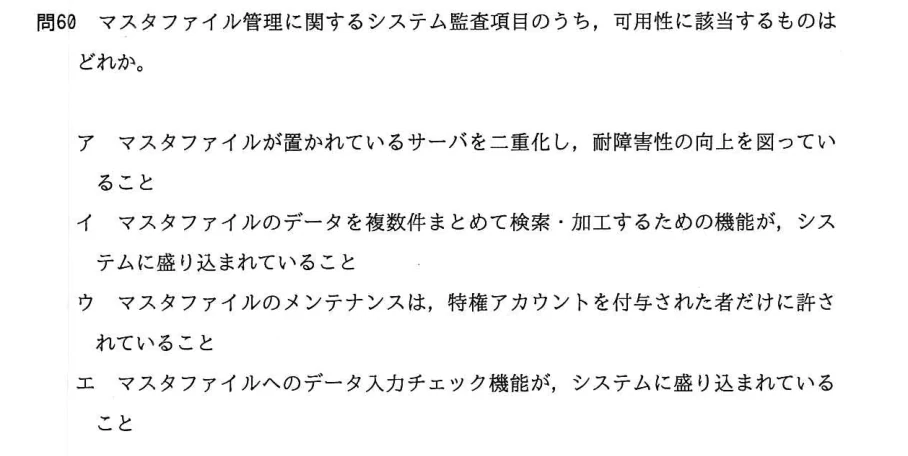 問60 マスタファイル管理に関するシステム監査項目のうち，可用性に該当するものは
どれか。
ア マスタファイルが置かれているサーバを二重化し，耐障害性の向上を図ってい
ること
イ マスタファイルのデータを複数件まとめて検索・加工するための機能が，シス
テムに盛り込まれていること
ウ マスタファイルのメンテナンスは，特権アカウントを付与された者だけに許さ
れていること
エ マスタファイルへのデータ入力チェック機能が，システムに盛り込まれている
こと